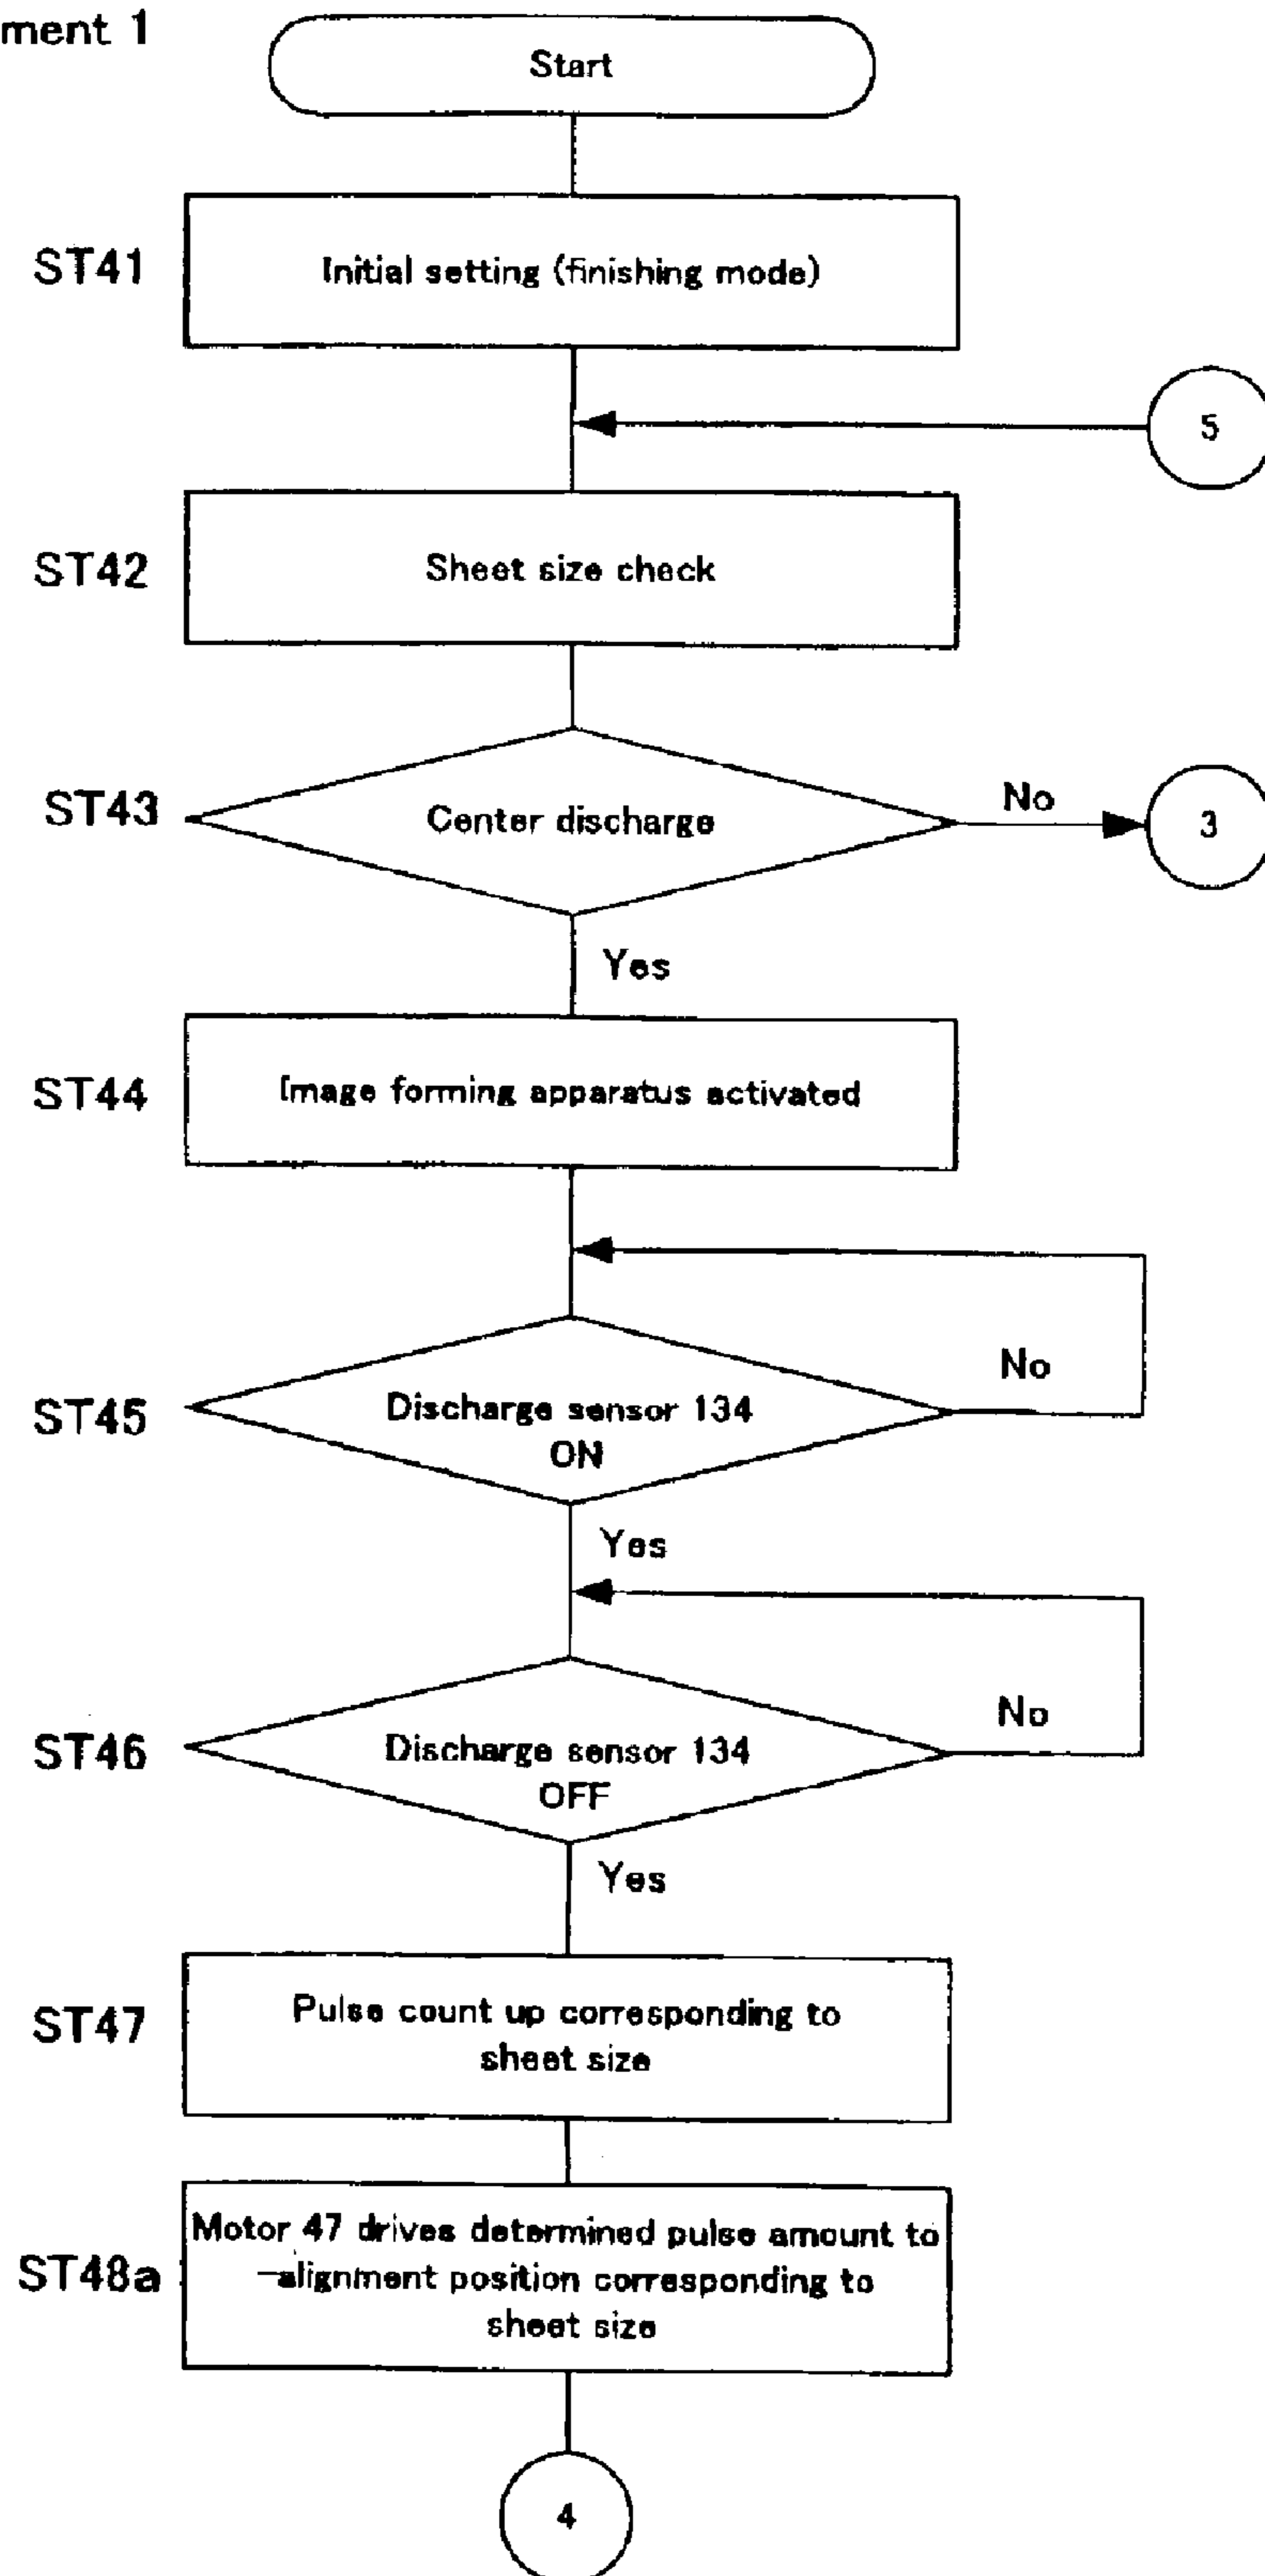 ment 1
Start
ST41
Initial setting (finishing mode)
5
ST42
Sheet size check
ST43
Center discharge
No
3
Yes
ST44
Image forming apparatus activated
No
ST45
Discharge sensor 134
ON
Yes
No
ST46
Discharge sensor 134
OFF
Yes
ST47
Pulse count up corresponding to
sheet size
ST48a
Motor 47 drives determined pulse amount to
alignment position corresponding to
sheet size
4